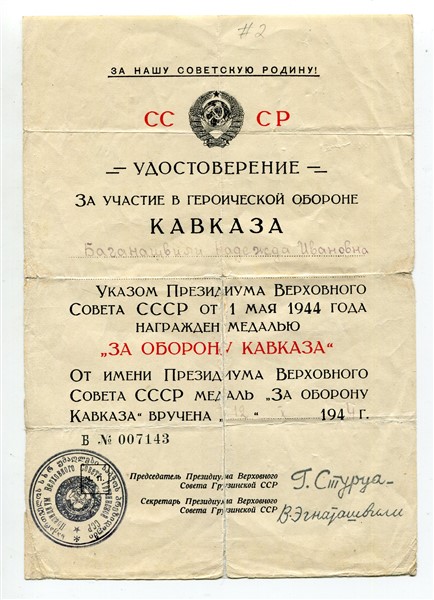 #2
ЗА НАШУ СОВЕТСКУЮ РОДИНУ!
СССР
УДОСТОВЕРЕНИЕ
ЗА УЧАСТИЕ В ГЕРОИЧЕСКОЙ ОБОРОНЕ
КАВКАЗА
Баганашвили Надежда Ивановна
УКАЗОМ ПРЕЗИДИУМА ВЕРХОВНОГО
СОВЕТА СССР ОТ 1 МАЯ 1944 ГОДА
НАГРАЖДЕН МЕДАЛЬЮ
„ЗА ОБОРОНУ КАВКАЗА“
ОТ ИМЕНИ ПРЕЗИДИУМА ВЕРХОВНОГО
СОВЕТА СССР МЕДАЛЬ „ЗА ОБОРОНУ
КАВКАЗА“ ВРУЧЕНА „ “ 194 г.
В № 007143
Председатель Президиума Верховного
Совета Грузинской ССР
Г. Стуруа
Секретарь Президиума Верховного
Совета Грузинской ССР
В. Эгнаташвили